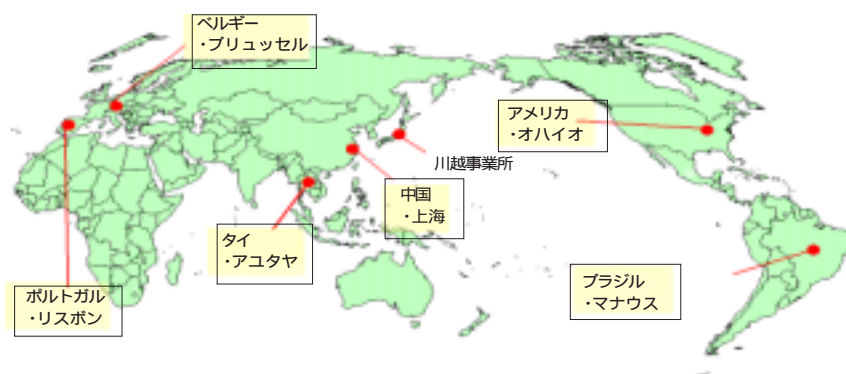 ベルギー
・ブリュッセル
アメリカ
・オハイオ
川越事業所
中国
・上海
タイ
・アユタヤ
ブラジル
・マナウス
ポルトガル
・リスボン